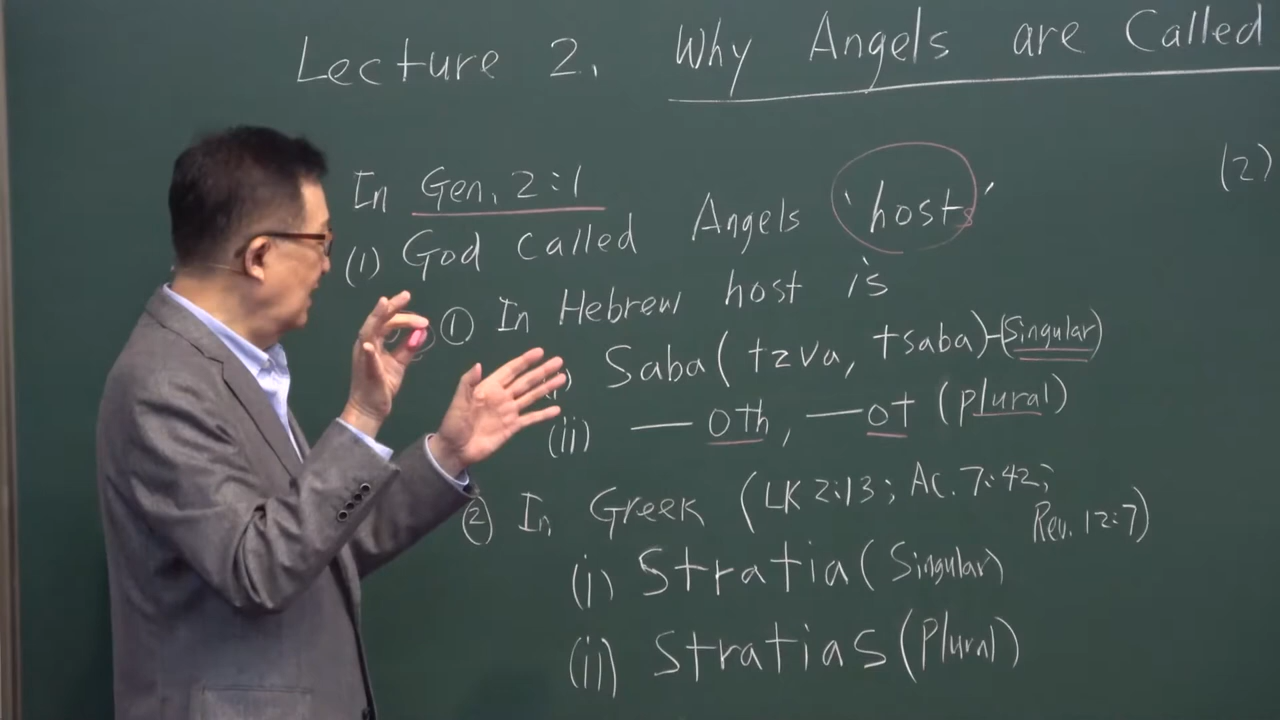 Lecture 2. Why Angels are Called
In Gen. 2:1
(1) God called Angels 'hosts'
① In Hebrew host is
Saba (tzva, tsaba)-(Singular)
(ii) — oth, — ot (plural)
② In Greek (LK 2:13; Ac. 7:42;
Rev. 12:7)
(i) Stratia (Singular)
(ii) Stratias (Plural)
(2)